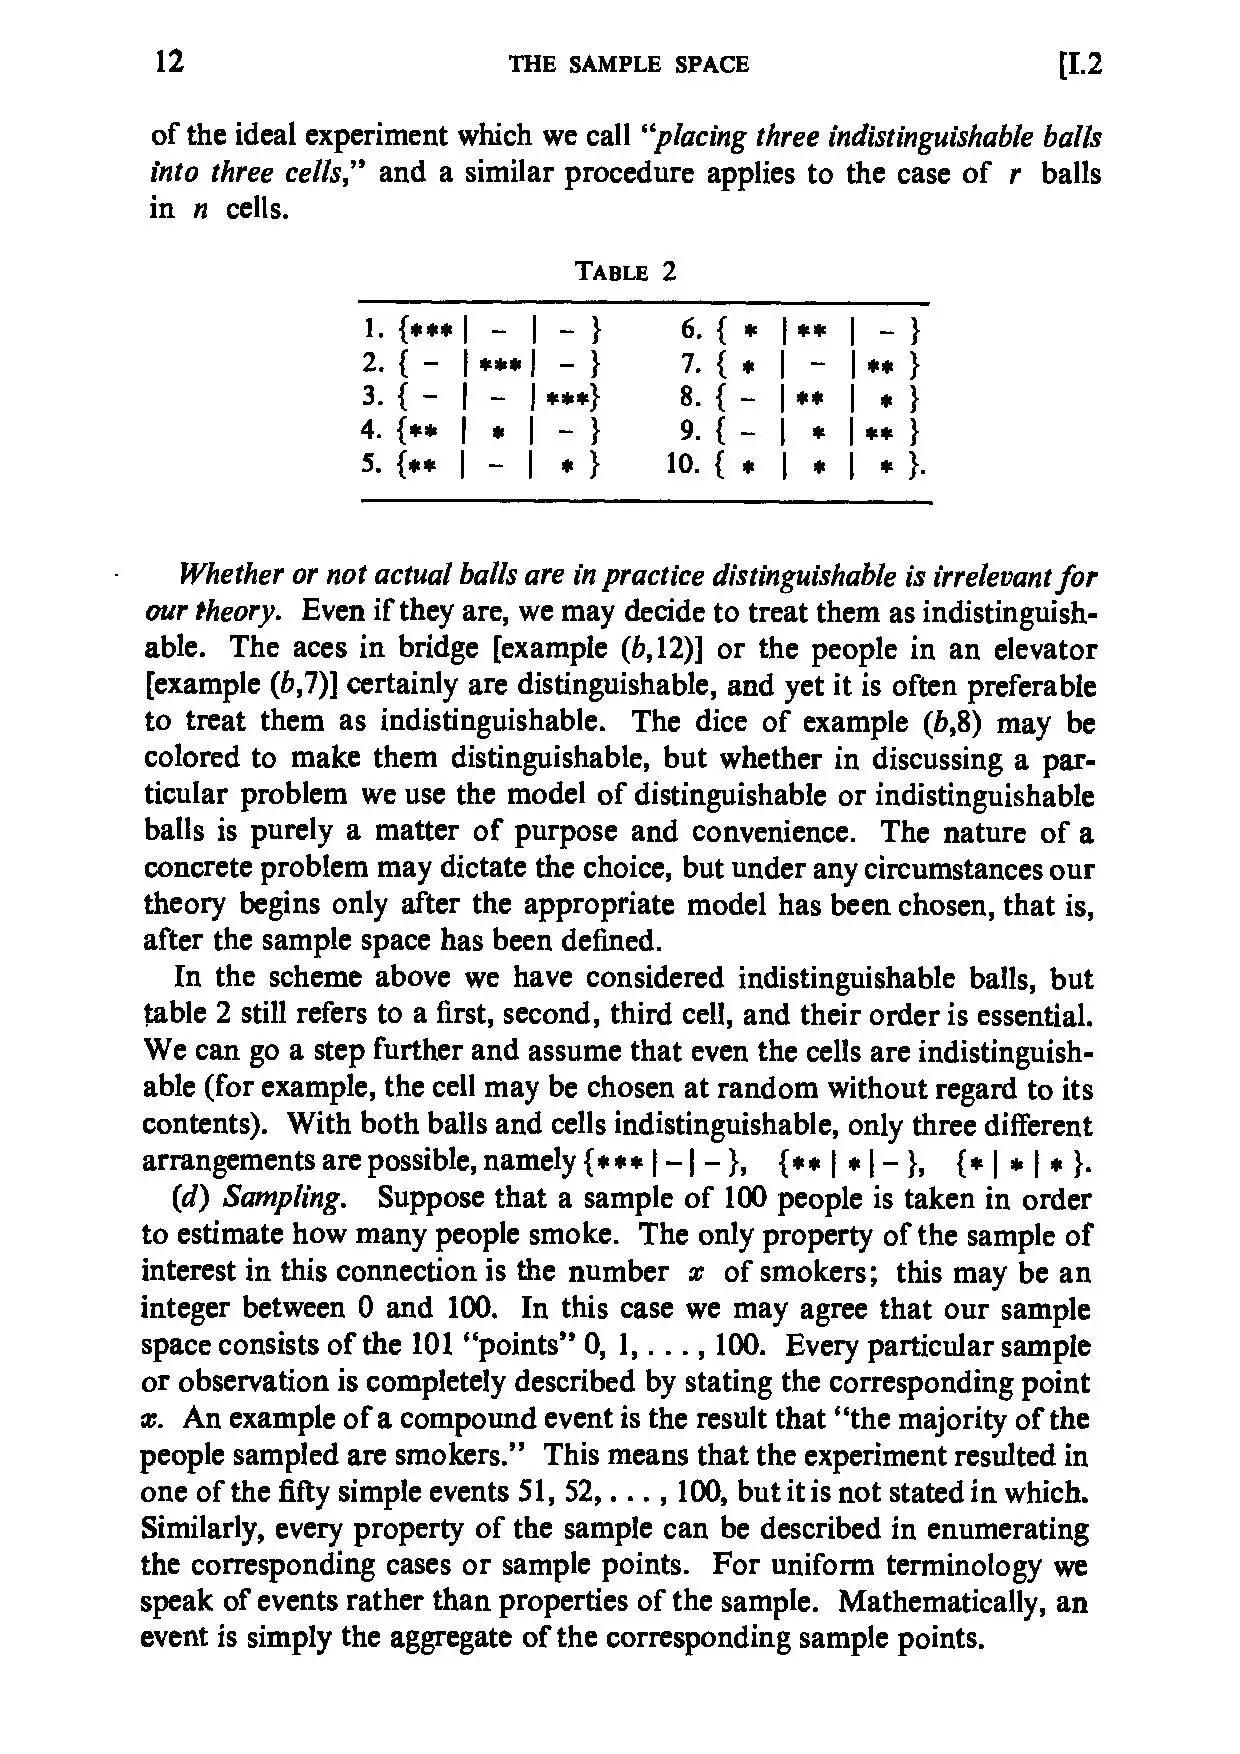 12 THE SAMPLE SPACE [I.2
of the ideal experiment which we call “placing three indistinguishable balls
into three cells,” and a similar procedure applies to the case of r balls
in n cells.
TABLE 2
1. {***| - | - } 6. { * |** | - }
2. { - |***| - } 7. { * | - |** }
3. { - | - |***} 8. { - |** | * }
4. {** | * | - } 9. { - | * |** }
5. {** | - | * } 10. { * | * | * }.
Whether or not actual balls are in practice distinguishable is irrelevant for
our theory. Even if they are, we may decide to treat them as indistinguish-
able. The aces in bridge [example (b,12)] or the people in an elevator
[example (b,7)] certainly are distinguishable, and yet it is often preferable
to treat them as indistinguishable. The dice of example (b,8) may be
colored to make them distinguishable, but whether in discussing a par-
ticular problem we use the model of distinguishable or indistinguishable
balls is purely a matter of purpose and convenience. The nature of a
concrete problem may dictate the choice, but under any circumstances our
theory begins only after the appropriate model has been chosen, that is,
after the sample space has been defined.
In the scheme above we have considered indistinguishable balls, but
table 2 still refers to a first, second, third cell, and their order is essential.
We can go a step further and assume that even the cells are indistinguish-
able (for example, the cell may be chosen at random without regard to its
contents). With both balls and cells indistinguishable, only three different
arrangements are possible, namely {*** | - | - }, {** | * | - }, {* | * | * }.
(d) Sampling. Suppose that a sample of 100 people is taken in order
to estimate how many people smoke. The only property of the sample of
interest in this connection is the number x of smokers; this may be an
integer between 0 and 100. In this case we may agree that our sample
space consists of the 101 “points” 0, 1, . . . , 100. Every particular sample
or observation is completely described by stating the corresponding point
x. An example of a compound event is the result that “the majority of the
people sampled are smokers.” This means that the experiment resulted in
one of the fifty simple events 51, 52, . . . , 100, but it is not stated in which.
Similarly, every property of the sample can be described in enumerating
the corresponding cases or sample points. For uniform terminology we
speak of events rather than properties of the sample. Mathematically, an
event is simply the aggregate of the corresponding sample points.